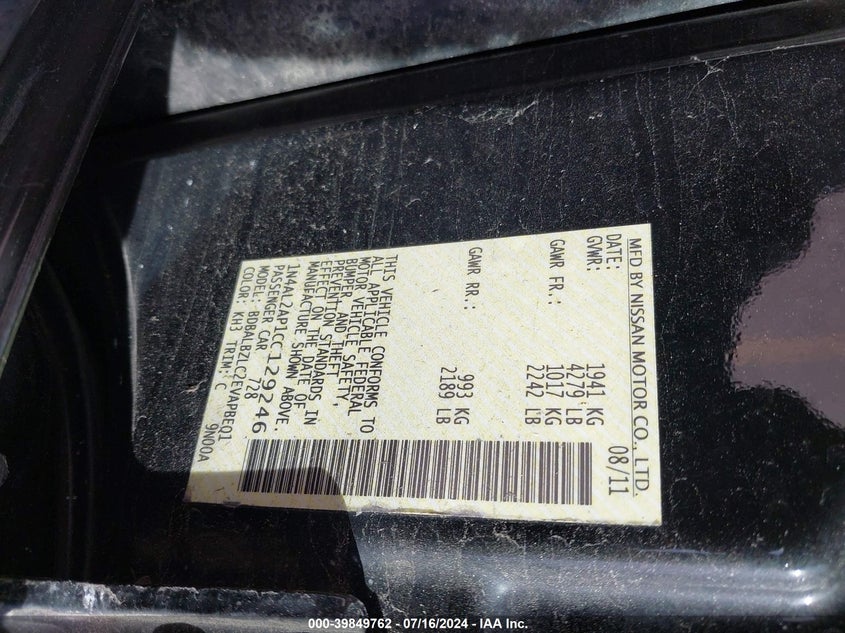 MFD BY NISSAN MOTOR CO., LTD.
DATE: 08/11
GVWR: 1941 KG
4279 LB
GAWR FR.: 1017 KG
2242 LB
GAWR RR.: 993 KG
2189 LB
THIS VEHICLE CONFORMS TO
ALL APPLICABLE FEDERAL
MOTOR VEHICLE SAFETY,
BUMPER AND THEFT
PREVENTION STANDARDS IN
EFFECT ON THE DATE OF
MANUFACTURE SHOWN ABOVE.
1N4AL2AP1CC129246
PASSENGER CAR 728
MODEL: BDBALBZLC2EVAPBEQ1
COLOR: KH3 TRIM: C 9N00A
000-39849762 - 07/16/2024 - IAA Inc.